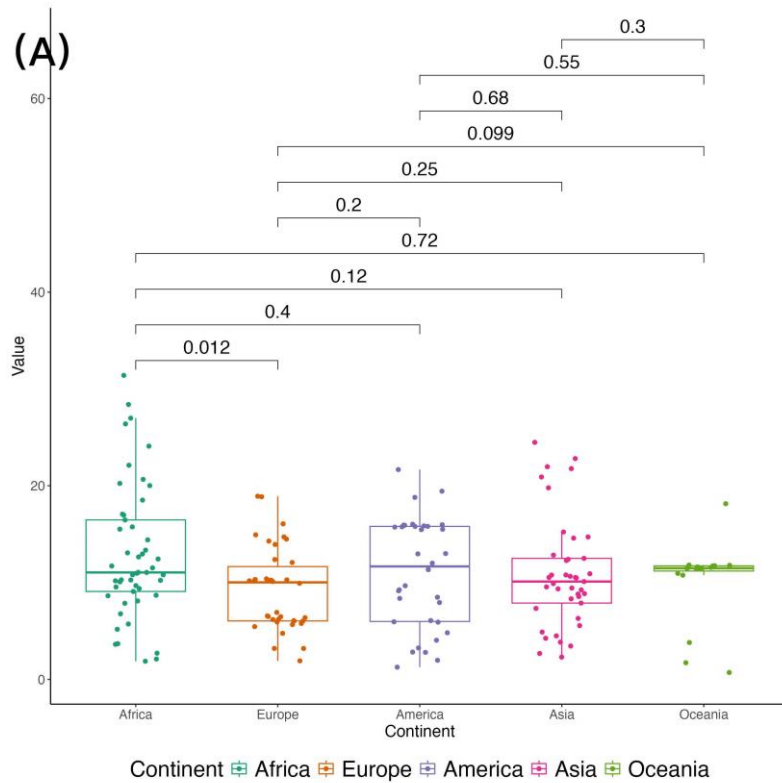 (A)
0.3
0.55
60
0.68
0.099
0.25
0.2
0.72
40
0.12
0.4
Value
0.012
20
0
Africa Europe America Asia Oceania
Continent
Continent Africa Europe America Asia Oceania